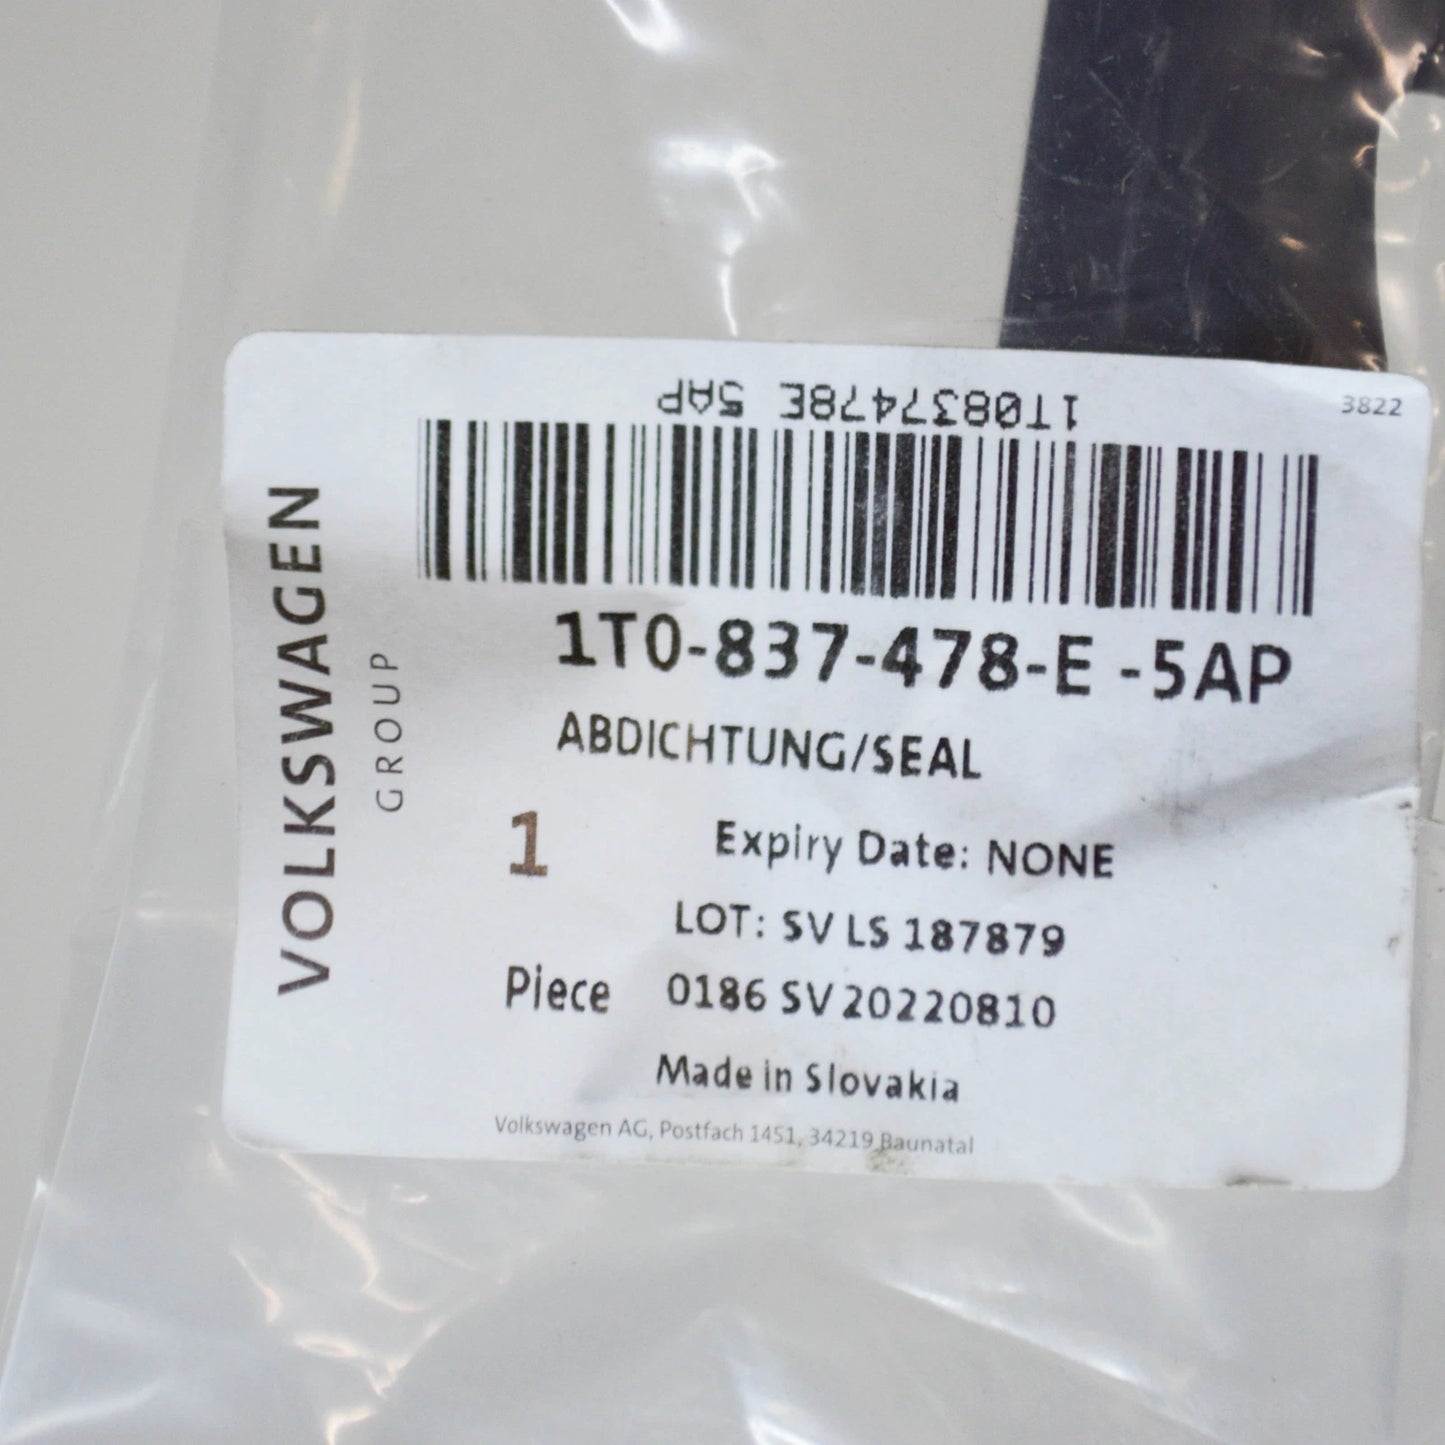 1T0837478E 5AP
3822
VOLKSWAGEN
GROUP
1T0-837-478-E -5AP
ABDICHTUNG/SEAL
1
Expiry Date: NONE
LOT: SV LS 187879
Piece 0186 SV 20220810
Made in Slovakia
Volkswagen AG, Postfach 1451, 34219 Baunatal